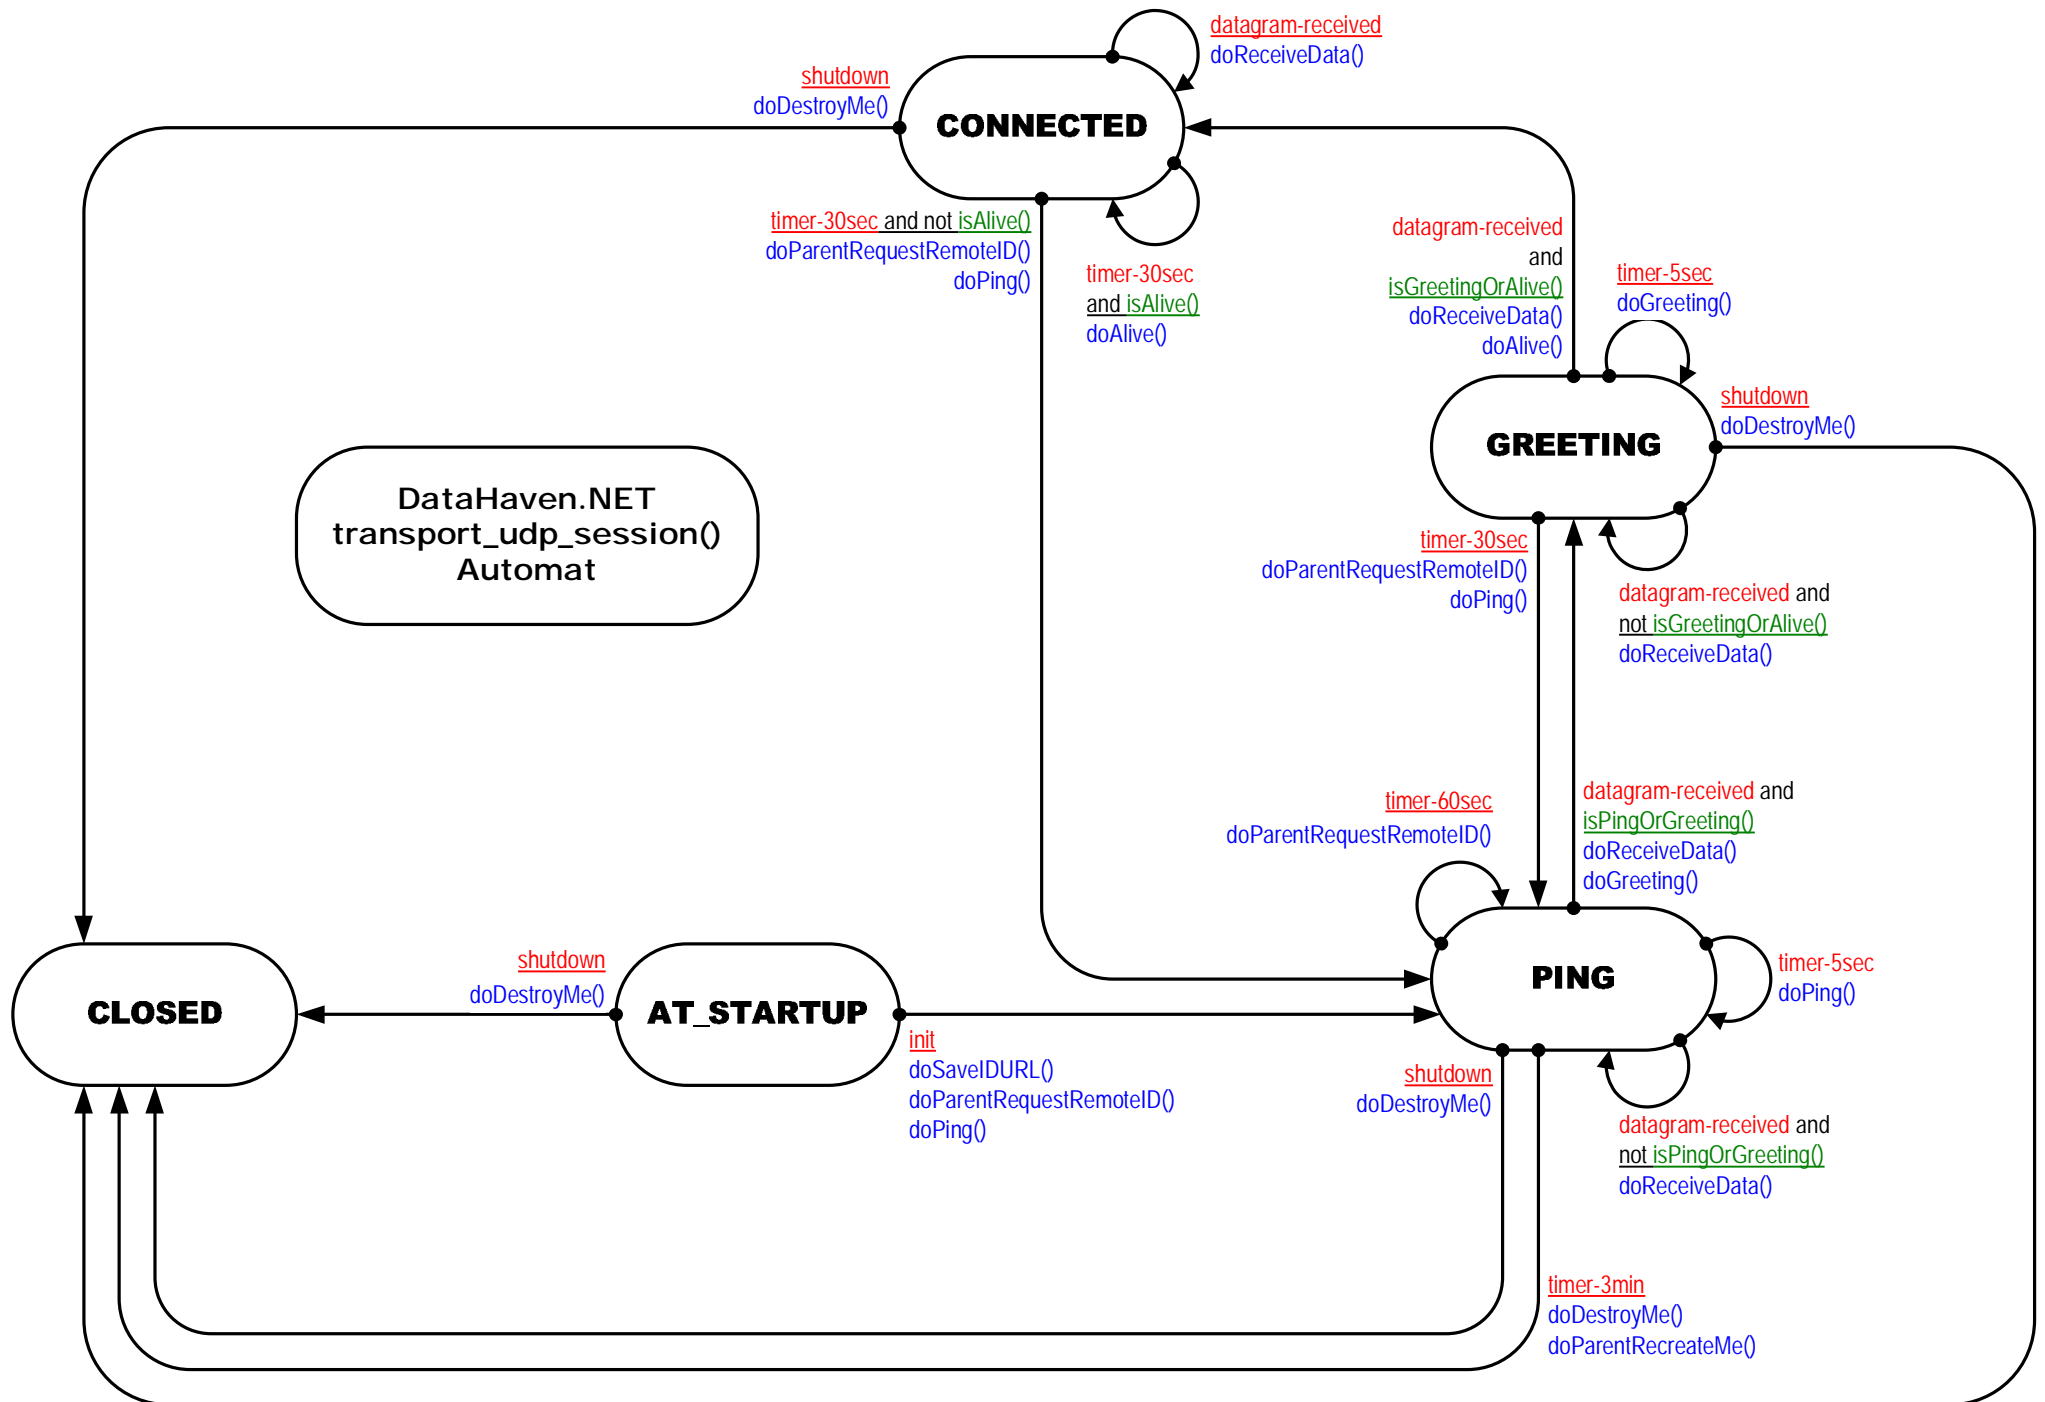 datagram-received
doReceiveData()
shutdown
doDestroyMe()
CONNECTED
timer-30sec and not isAlive()
doParentRequestRemoteID()
doPing()
timer-30sec
and isAlive()
doAlive()
datagram-received
and
isGreetingOrAlive()
doReceiveData()
doAlive()
timer-5sec
doGreeting()
shutdown
doDestroyMe()
GREETING
DataHaven.NET
transport_udp_session()
Automat
timer-30sec
doParentRequestRemoteID()
doPing()
datagram-received and
not isGreetingOrAlive()
doReceiveData()
timer-60sec
doParentRequestRemoteID()
datagram-received and
isPingOrGreeting()
doReceiveData()
doGreeting()
PING
timer-5sec
doPing()
shutdown
doDestroyMe()
CLOSED
AT_STARTUP
init
doSaveIDURL()
doParentRequestRemoteID()
doPing()
shutdown
doDestroyMe()
datagram-received and
not isPingOrGreeting()
doReceiveData()
timer-3min
doDestroyMe()
doParentRecreateMe()